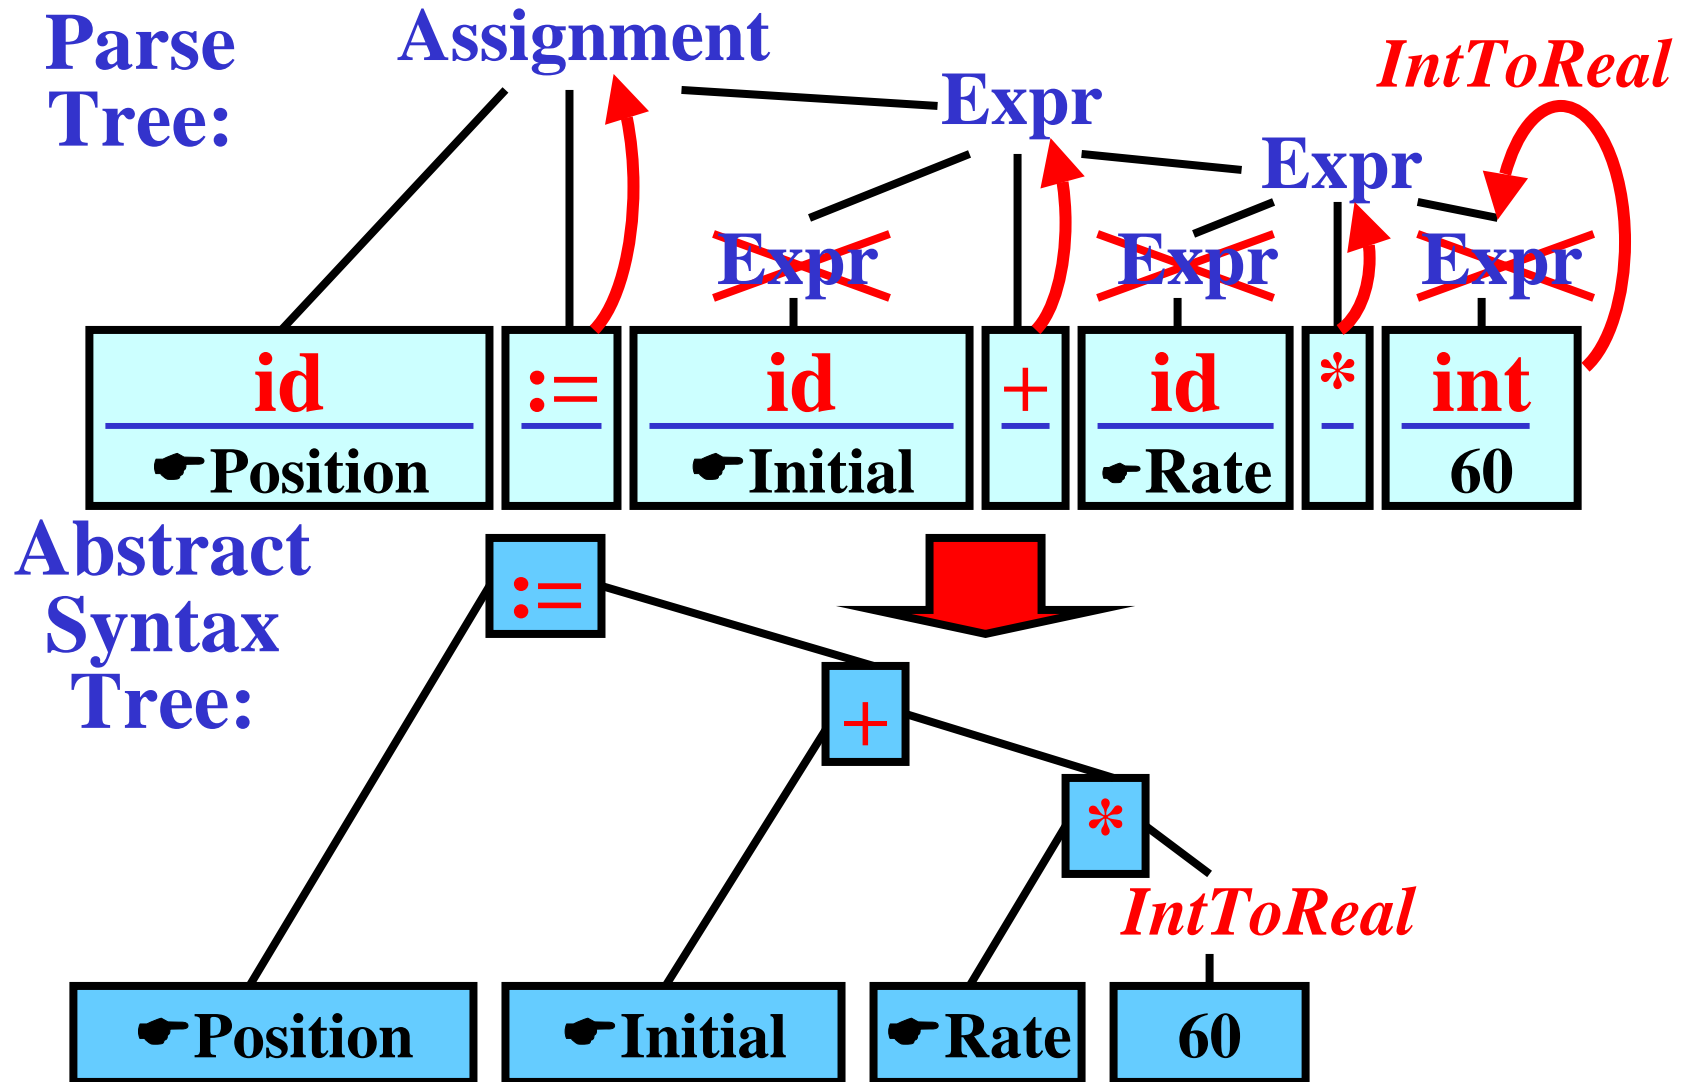 Parse
Tree:
Assignment
Expr
IntToReal
Expr
Expr
Expr
Expr
id
:=
id
+
id
*
int
☛Position
☛Initial
☛Rate
60
Abstract
Syntax
Tree:
:=
+
*
IntToReal
☛Position
☛Initial
☛Rate
60